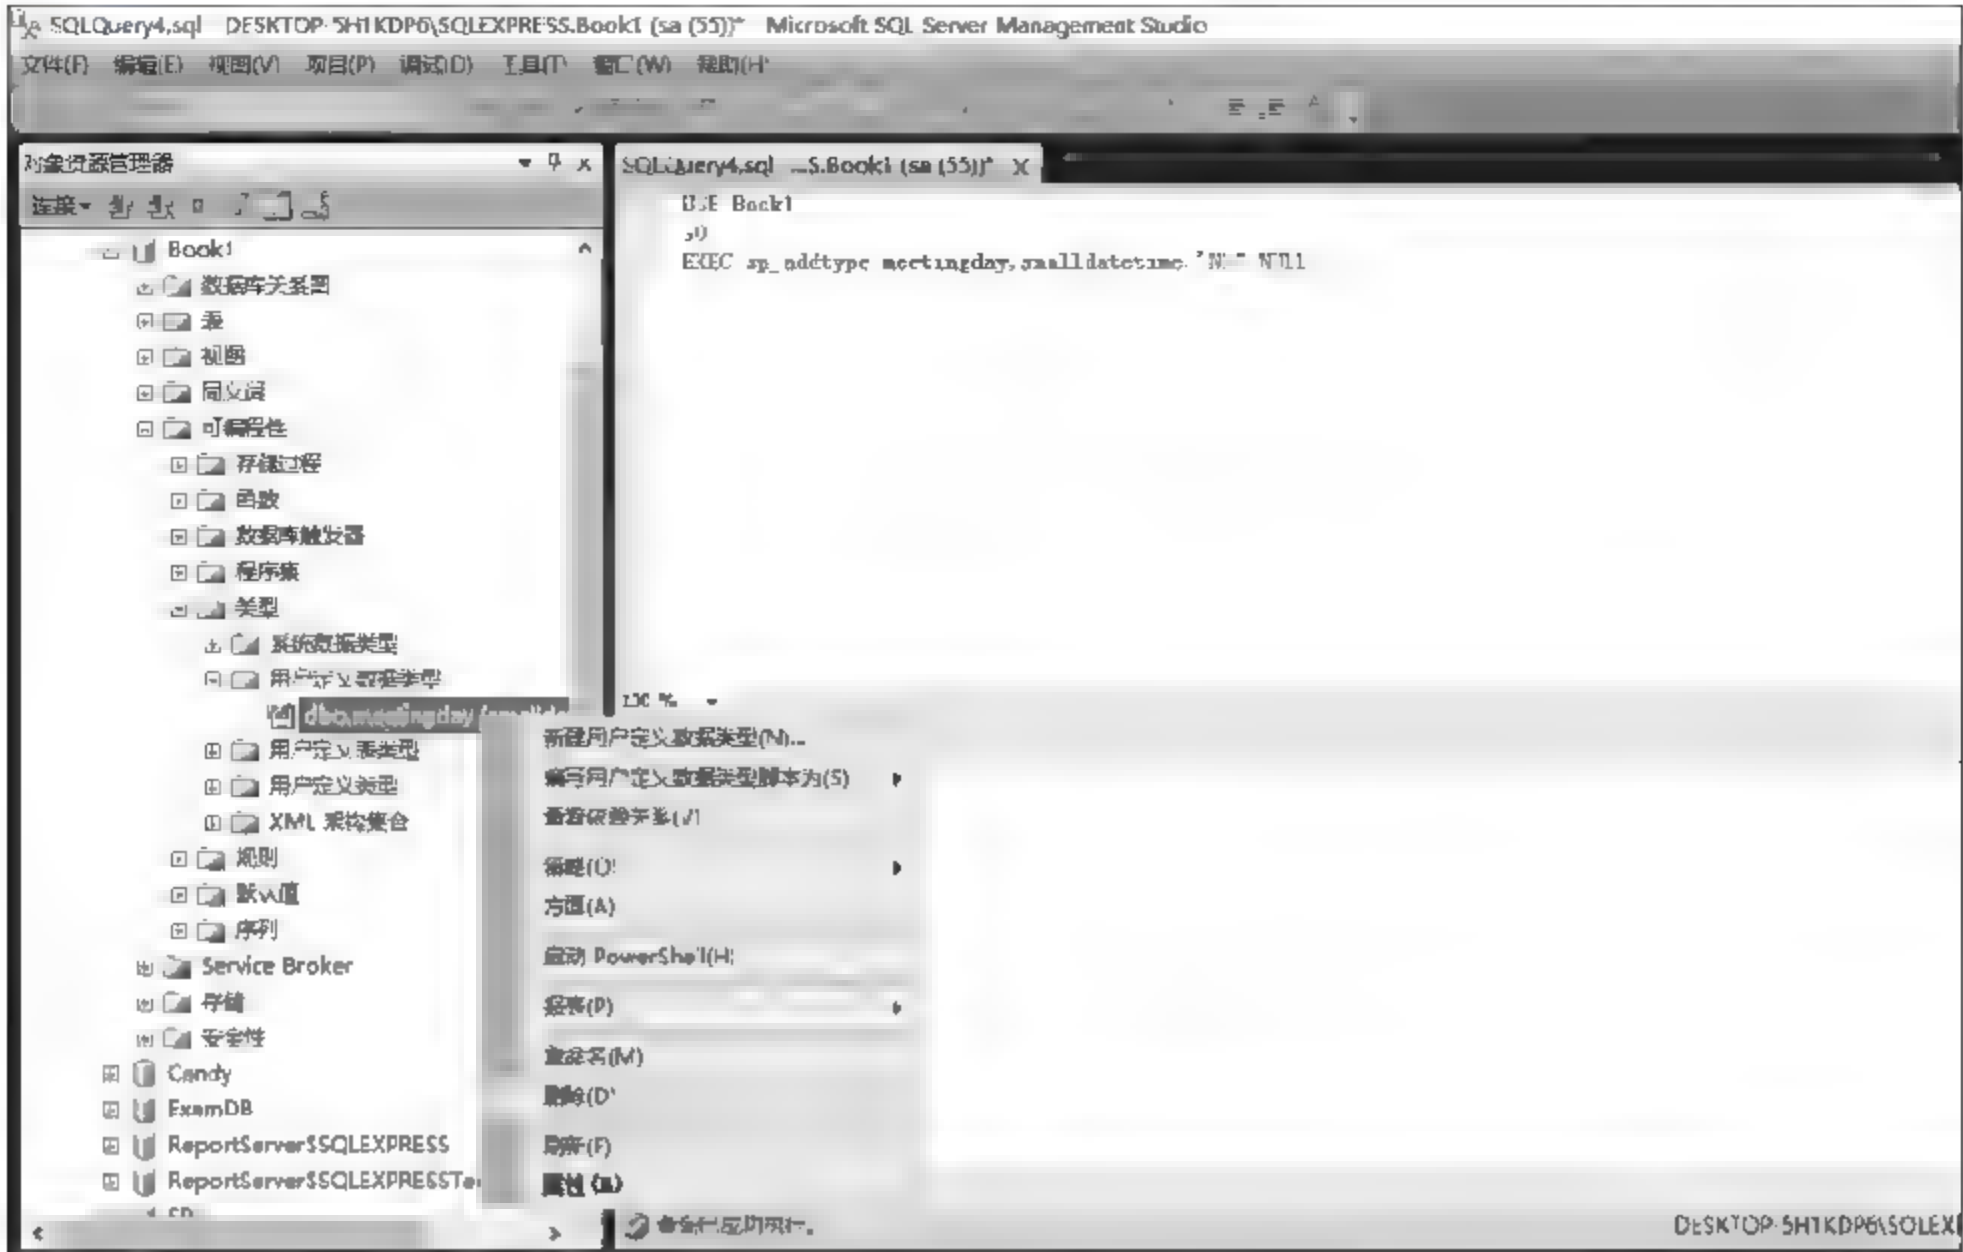 SQLQuery4.sql DESKTOP-5H1KDP6\SQLEXPRESS.Book1 (sa (55))* Microsoft SQL Server Management Studio
文件(F) 编辑(E) 视图(V) 项目(P) 调试(D) 工具(T) 窗口(W) 帮助(H)
对象资源管理器
连接
Book1
数据库关系图
表
视图
同义词
可编程性
存储过程
函数
数据库触发器
程序集
类型
系统数据类型
用户定义数据类型
dbo.meetingday
用户定义表类型
用户定义类型
XML 架构集合
规则
默认值
序列
Service Broker
存储
安全性
Candy
ExamDB
ReportServer$SQLEXPRESS
ReportServer$SQLEXPRESSTe
SQLQuery4.sql ...S.Book1 (sa (55))* X
USE Book1
EXEC sp_addtype meetingday,smalldatetime,'NOT NULL
100 %
新建用户定义数据类型(N)...
编写用户定义数据类型脚本为(S)
查看依赖关系(V)
策略(O)
方面(A)
启动 PowerShell(H)
报表(P)
重命名(M)
删除(D)
刷新(F)
属性(R)
命令已成功执行。
DESKTOP-5H1KDP6\SQLEX